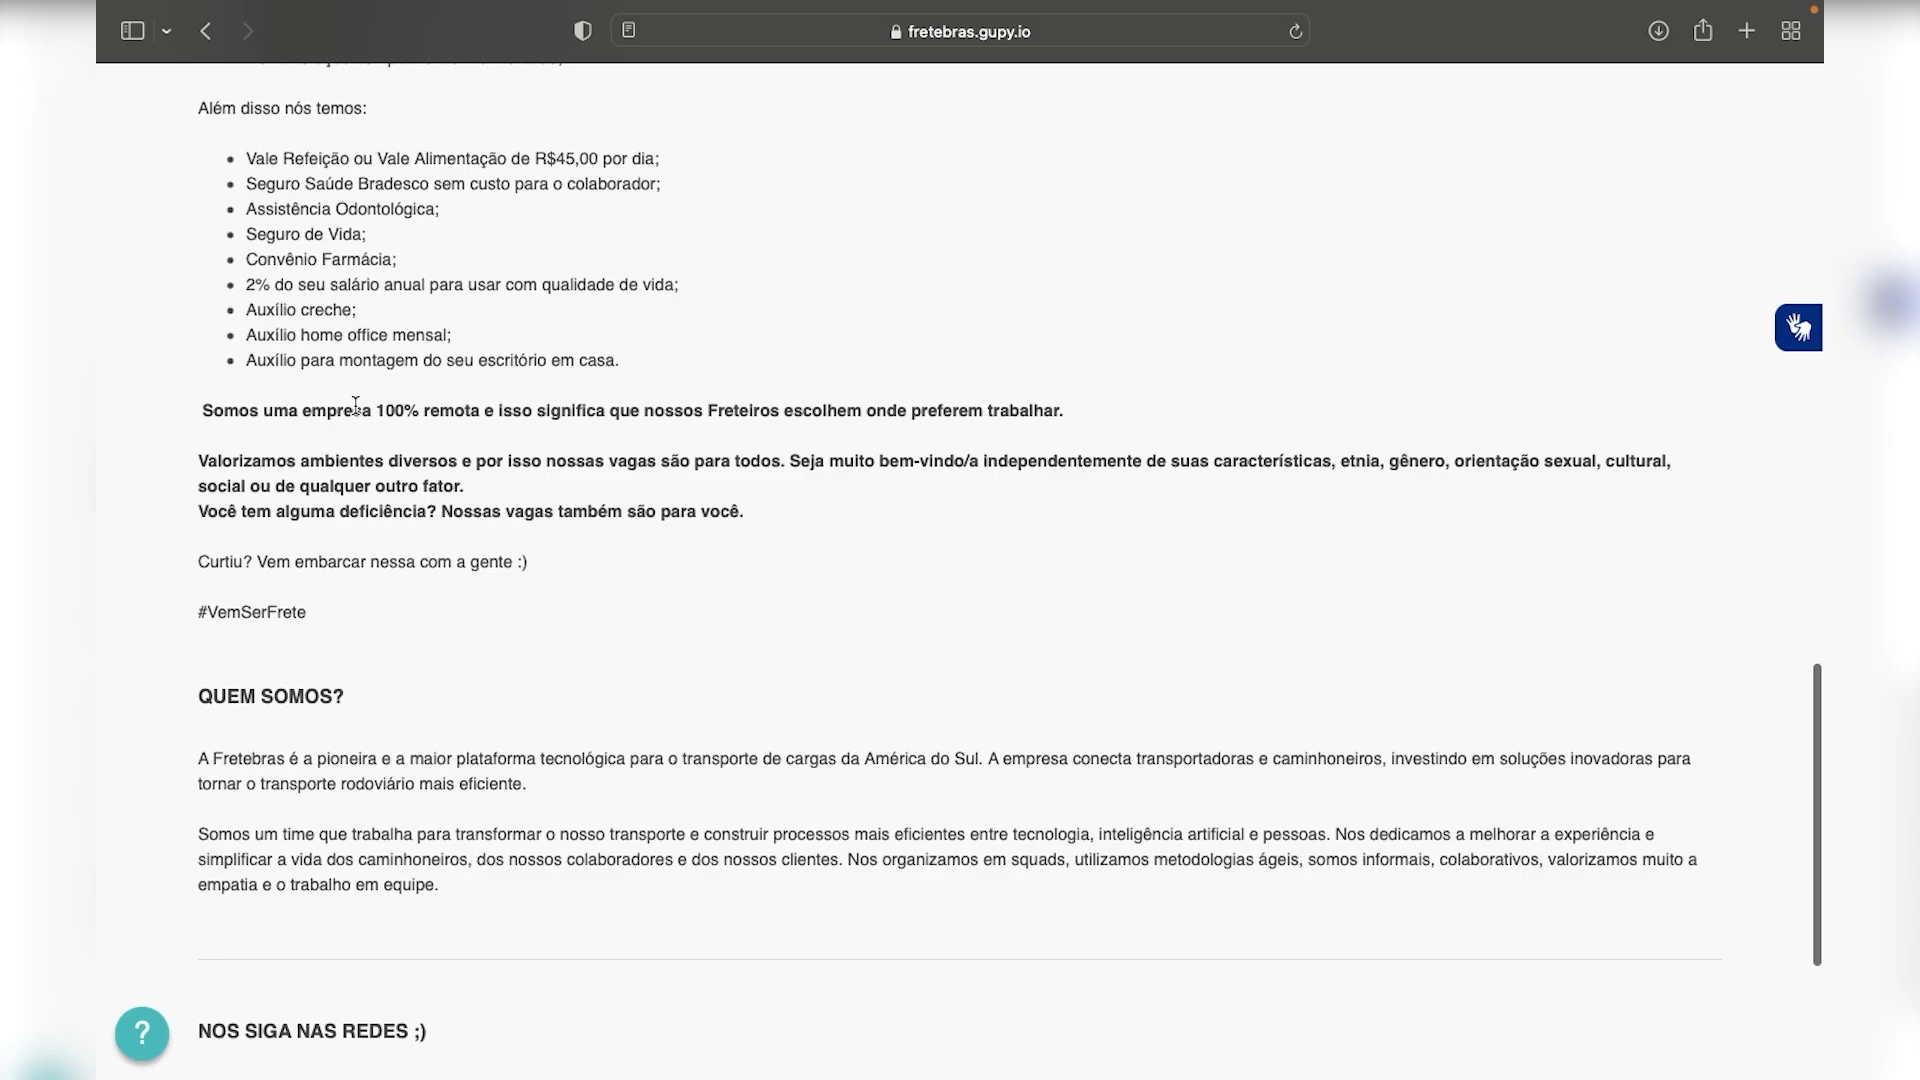 fretebras.gupy.io
Além disso nós temos:
Vale Refeição ou Vale Alimentação de R$45,00 por dia;
Seguro Saúde Bradesco sem custo para o colaborador;
Assistência Odontológica;
Seguro de Vida;
Convênio Farmácia;
2% do seu salário anual para usar com qualidade de vida;
Auxílio creche;
Auxílio home office mensal;
Auxílio para montagem do seu escritório em casa.
Somos uma empresa 100% remota e isso significa que nossos Freteiros escolhem onde preferem trabalhar.
Valorizamos ambientes diversos e por isso nossas vagas são para todos. Seja muito bem-vindo/a independentemente de suas características, etnia, gênero, orientação sexual, cultural,
social ou de qualquer outro fator.
Você tem alguma deficiência? Nossas vagas também são para você.
Curtiu? Vem embarcar nessa com a gente :)
#VemSerFrete
QUEM SOMOS?
A Fretebras é a pioneira e a maior plataforma tecnológica para o transporte de cargas da América do Sul. A empresa conecta transportadoras e caminhoneiros, investindo em soluções inovadoras para
tornar o transporte rodoviário mais eficiente.
Somos um time que trabalha para transformar o nosso transporte e construir processos mais eficientes entre tecnologia, inteligência artificial e pessoas. Nos dedicamos a melhorar a experiência e
simplificar a vida dos caminhoneiros, dos nossos colaboradores e dos nossos clientes. Nos organizamos em squads, utilizamos metodologias ágeis, somos informais, colaborativos, valorizamos muito a
empatia e o trabalho em equipe.
?
NOS SIGA NAS REDES ;)